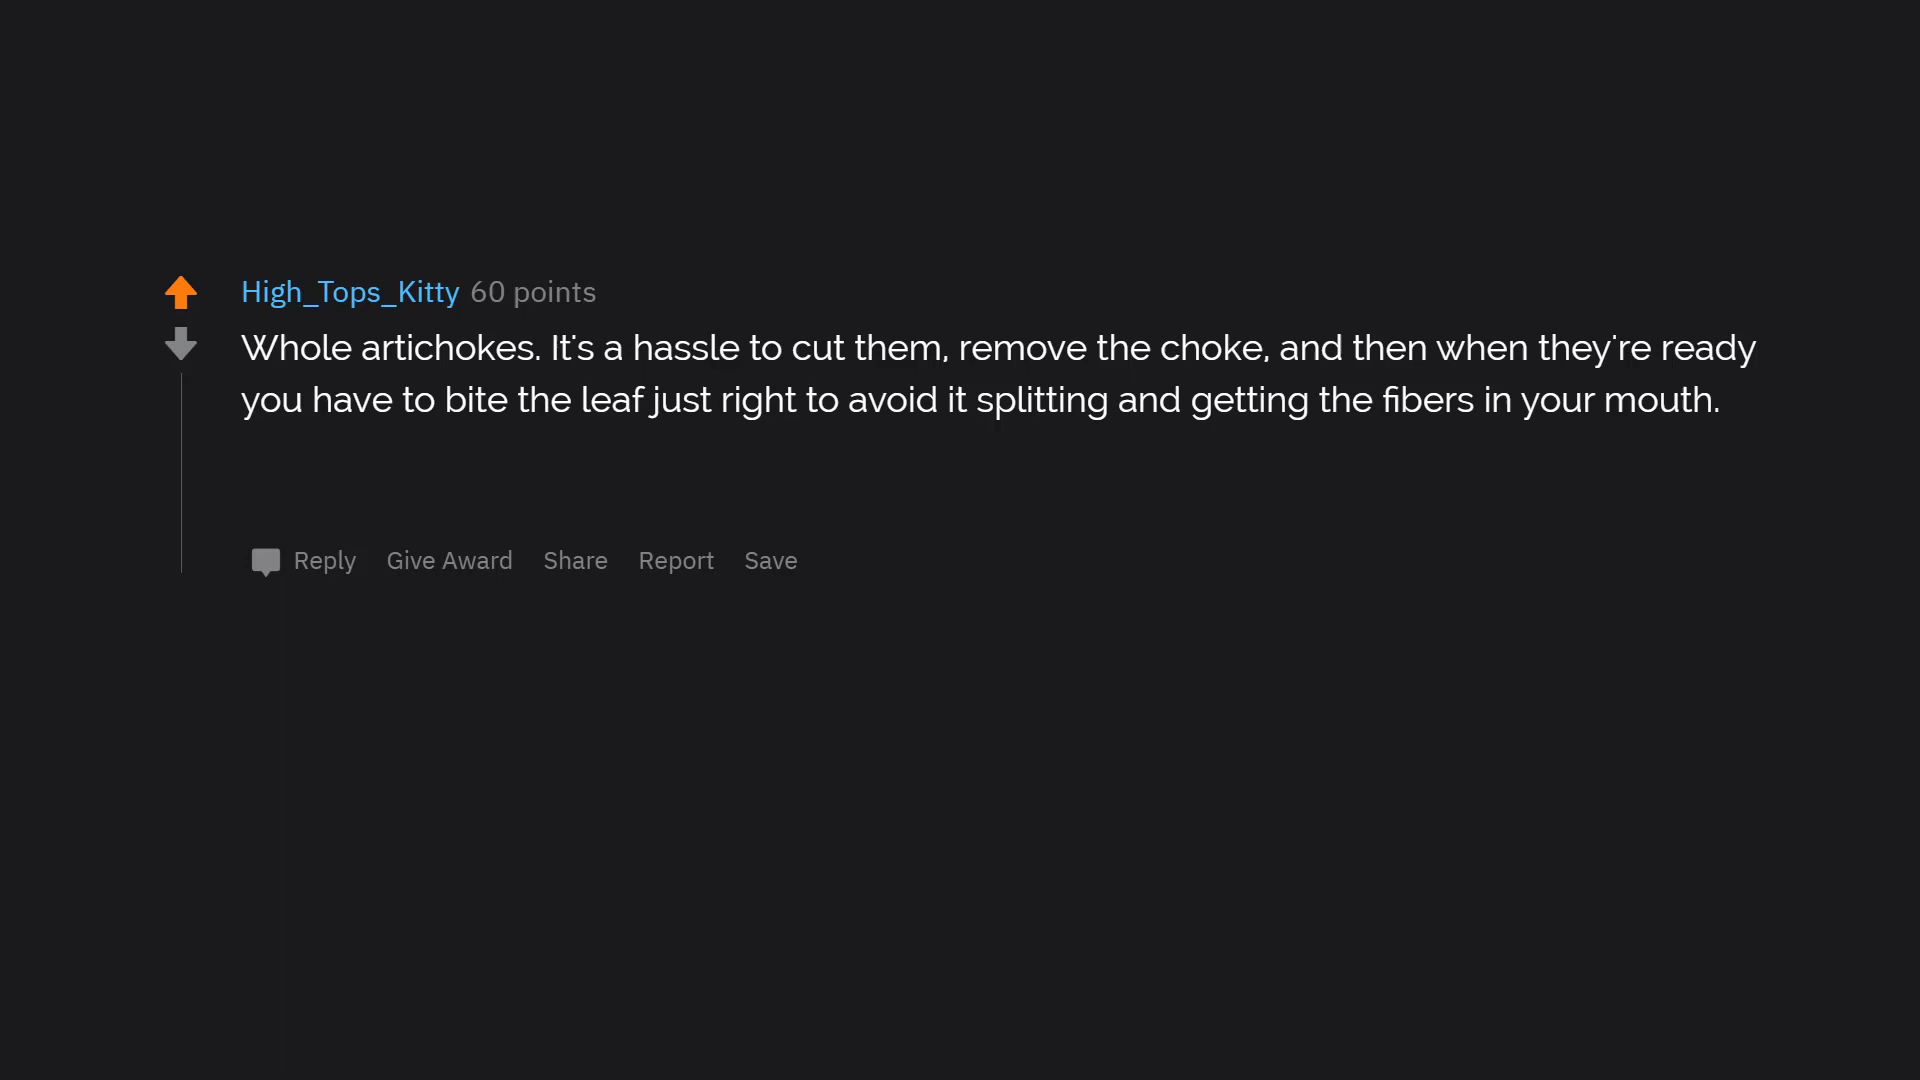 High_Tops_Kitty 60 points
Whole artichokes. It's a hassle to cut them, remove the choke, and then when they're ready
you have to bite the leaf just right to avoid it splitting and getting the fibers in your mouth.
Reply Give Award Share Report Save